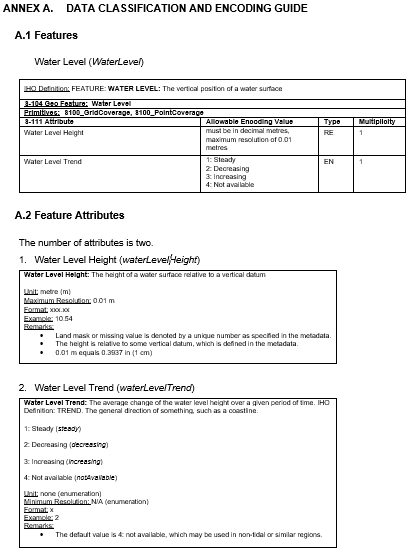 ANNEX A. DATA CLASSIFICATION AND ENCODING GUIDE
A.1 Features
Water Level (WaterLevel)
IHO Definition: FEATURE: WATER LEVEL: The vertical position of a water surface
S-104 Geo Feature: Water Level
Primitives: S100_GridCoverage, S100_PointCoverage
S-111 Attribute Allowable Encoding Value Type Multiplicity
Water Level Height must be in decimal metres, RE 1
maximum resolution of 0.01
metres
Water Level Trend 1: Steady EN 1
2: Decreasing
3: Increasing
4: Not available
A.2 Feature Attributes
The number of attributes is two.
1. Water Level Height (waterLevelHeight)
Water Level Height: The height of a water surface relative to a vertical datum
Unit: metre (m)
Maximum Resolution: 0.01 m
Format: xxx.xx
Example: 10.54
Remarks:
• Land mask or missing value is denoted by a unique number as specified in the metadata.
• The height is relative to some vertical datum, which is defined in the metadata.
• 0.01 m equals 0.3937 in (1 cm)
2. Water Level Trend (waterLevelTrend)
Water Level Trend: The average change of the water level height over a given period of time. IHO
Definition: TREND. The general direction of something, such as a coastline.
1: Steady (steady)
2: Decreasing (decreasing)
3: Increasing (increasing)
4: Not available (notAvailable)
Unit: none (enumeration)
Minimum Resolution: N/A (enumeration)
Format: x
Example: 2
Remarks:
• The default value is 4: not available, which may be used in non-tidal or similar regions.